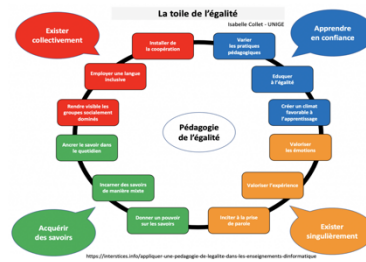 La toile de l'égalité
Isabelle Collet - UNIGE
Exister
collectivement
Apprendre
en confiance
Installer de
la coopération
Varier
les pratiques
pédagogiques
Employer une langue
inclusive
Eduquer
à l'égalité
Rendre visible les
groupes socialement
dominés
Créer un climat
favorable à
l'apprentissage
Pédagogie
de l'égalité
Ancrer le savoir dans
le quotidien
Valoriser
les émotions
Incarner des savoirs
de manière mixte
Valoriser l'expérience
Donner un pouvoir
sur les savoirs
Inviter à la prise
de parole
Acquérir
des savoirs
Exister
singulièrement
https://interstices.info/appliquer-une-pedagogie-de-legalite-dans-les-enseignements-dinformatique